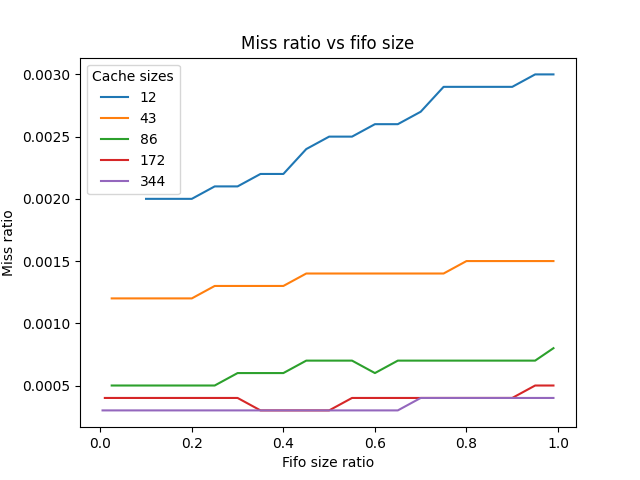 Miss ratio vs fifo size
Cache sizes
12
43
86
172
344
0.0030
0.0025
0.0020
0.0015
0.0010
0.0005
Miss ratio
0.0 0.2 0.4 0.6 0.8 1.0
Fifo size ratio